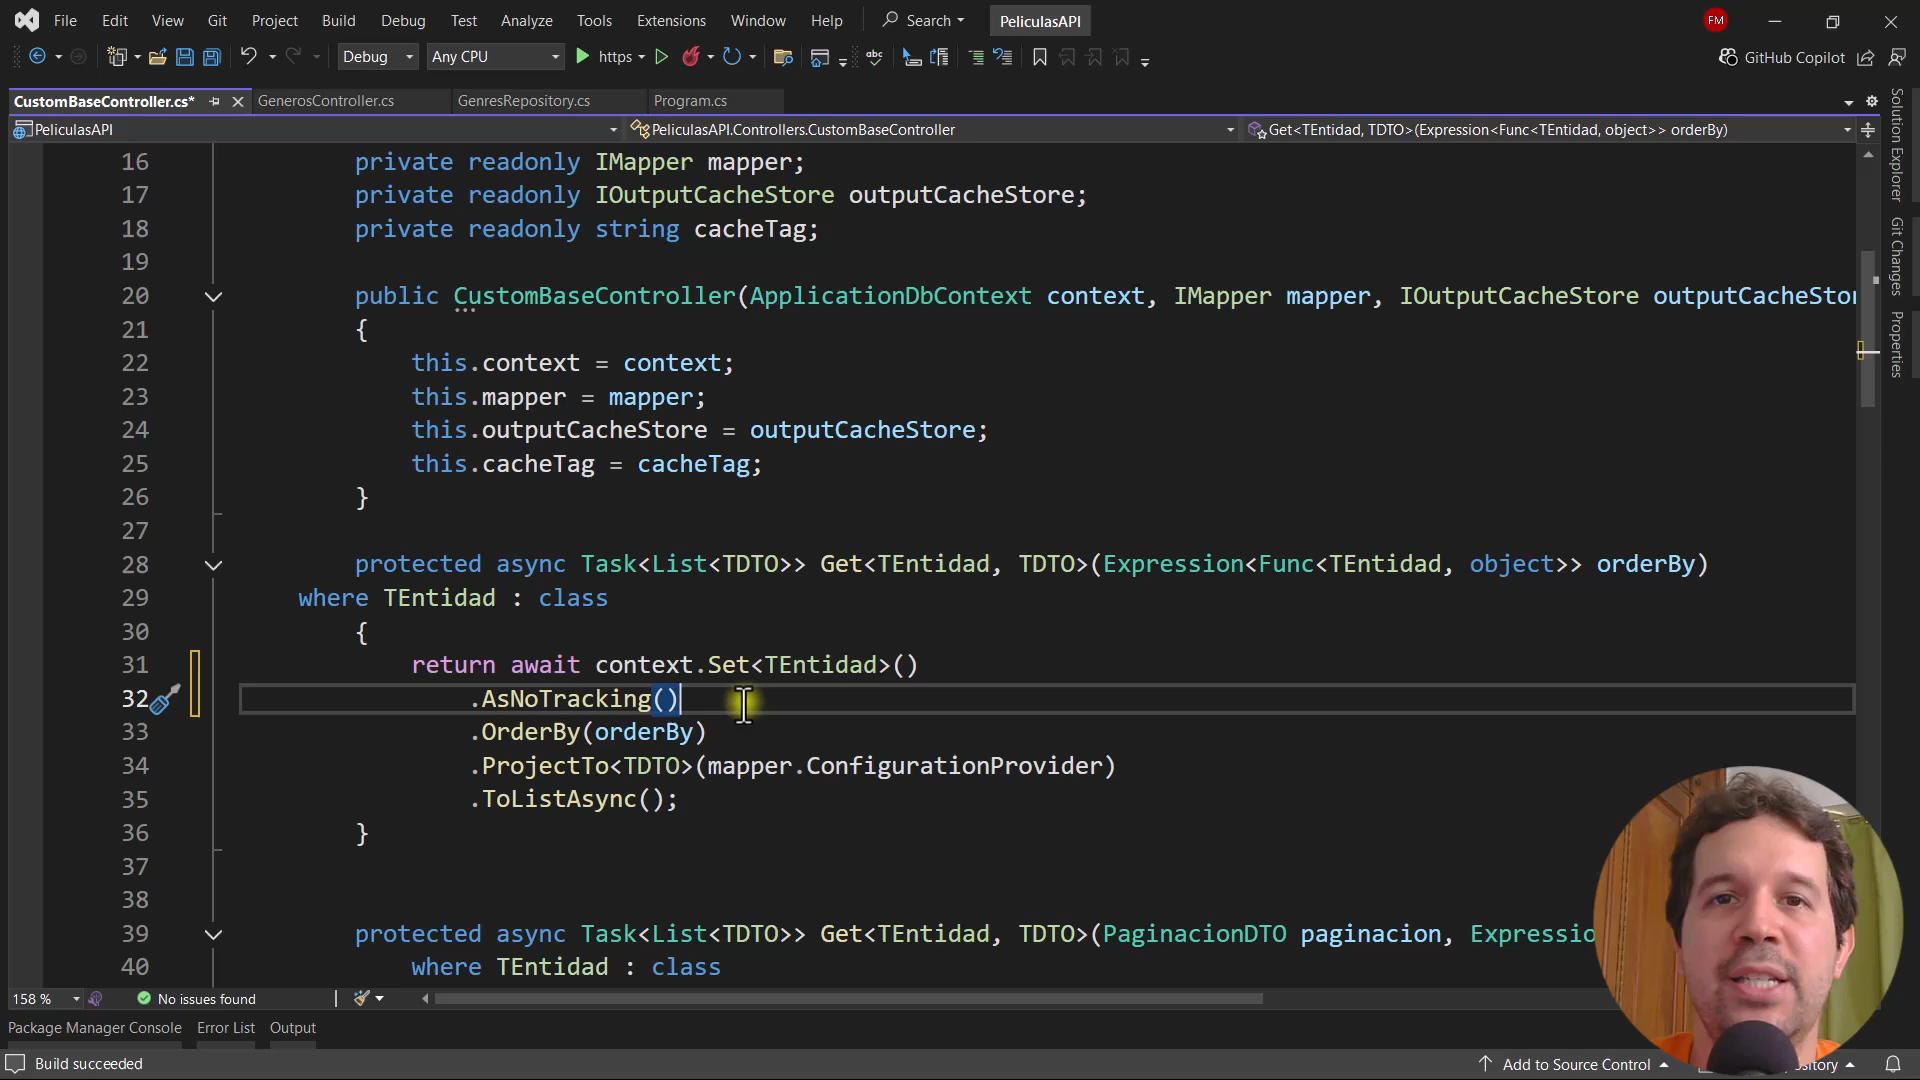 File Edit View Git Project Build Debug Test Analyze Tools Extensions Window Help Search PeliculasAPI FM
Debug Any CPU https GitHub Copilot
CustomBaseController.cs* GenerosController.cs GenresRepository.cs Program.cs
PeliculasAPI PeliculasAPI.Controllers.CustomBaseController Get<TEntidad, TDTO>(Expression<Func<TEntidad, object>> orderBy)
16 private readonly IMapper mapper;
17 private readonly IOutputCacheStore outputCacheStore;
18 private readonly string cacheTag;
19
20 public CustomBaseController(ApplicationDbContext context, IMapper mapper, IOutputCacheStore outputCacheStor
21 {
22 this.context = context;
23 this.mapper = mapper;
24 this.outputCacheStore = outputCacheStore;
25 this.cacheTag = cacheTag;
26 }
27
28 protected async Task<List<TDTO>> Get<TEntidad, TDTO>(Expression<Func<TEntidad, object>> orderBy)
29 where TEntidad : class
30 {
31 return await context.Set<TEntidad>()
32 .AsNoTracking()
33 .OrderBy(orderBy)
34 .ProjectTo<TDTO>(mapper.ConfigurationProvider)
35 .ToListAsync();
36 }
37
38
39 protected async Task<List<TDTO>> Get<TEntidad, TDTO>(PaginacionDTO paginacion, Expressio
40 where TEntidad : class
158 % No issues found
Package Manager Console Error List Output
Build succeeded Add to Source Control
Solution Explorer
Git Changes
Properties